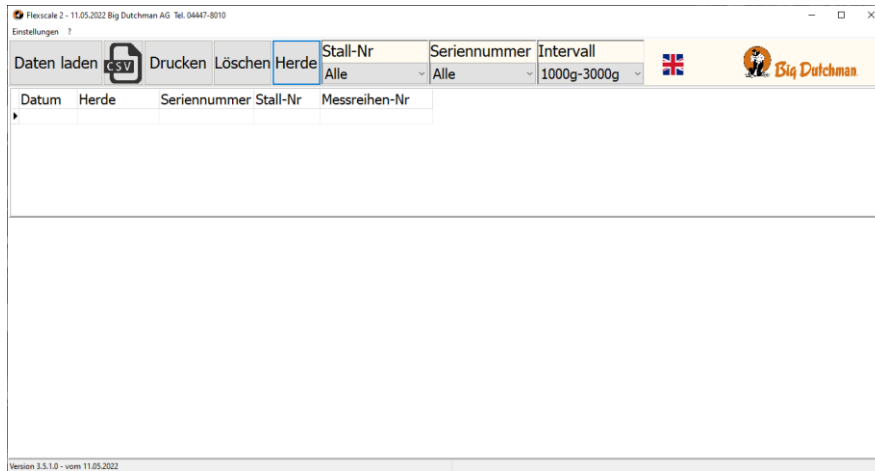 Flexscale 2 - 11.05.2022 Big Dutchman AG Tel. 04447-8010
Einstellungen ?
Daten laden CSV Drucken Löschen Herde
Stall-Nr Seriennummer Intervall
Alle Alle 1000g-3000g
Big Dutchman
Datum Herde Seriennummer Stall-Nr Messreihen-Nr
Version 3.5.1.0 - vom 11.05.2022